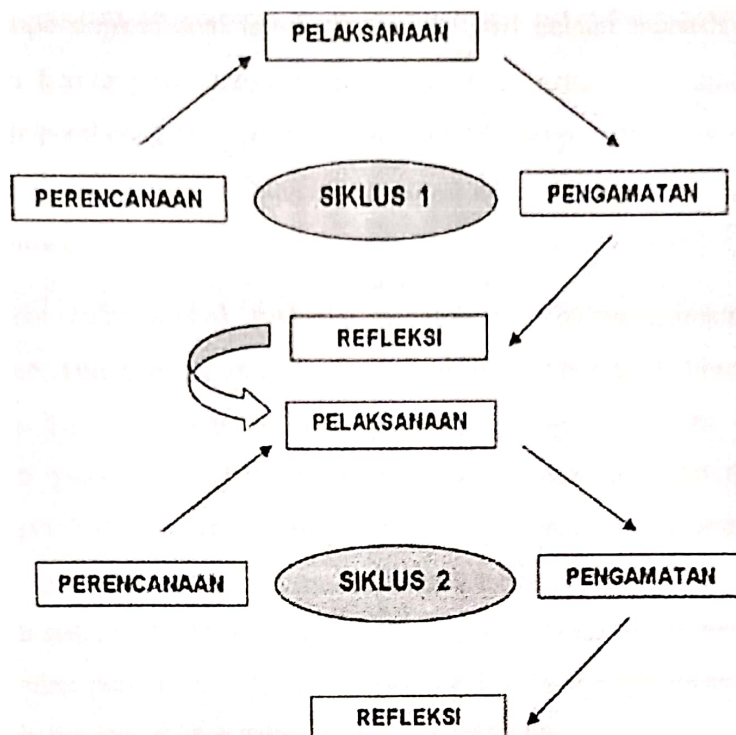 PELAKSANAAN
PERENCANAAN
SIKLUS 1
PENGAMATAN
REFLEKSI
PELAKSANAAN
PERENCANAAN
SIKLUS 2
PENGAMATAN
REFLEKSI